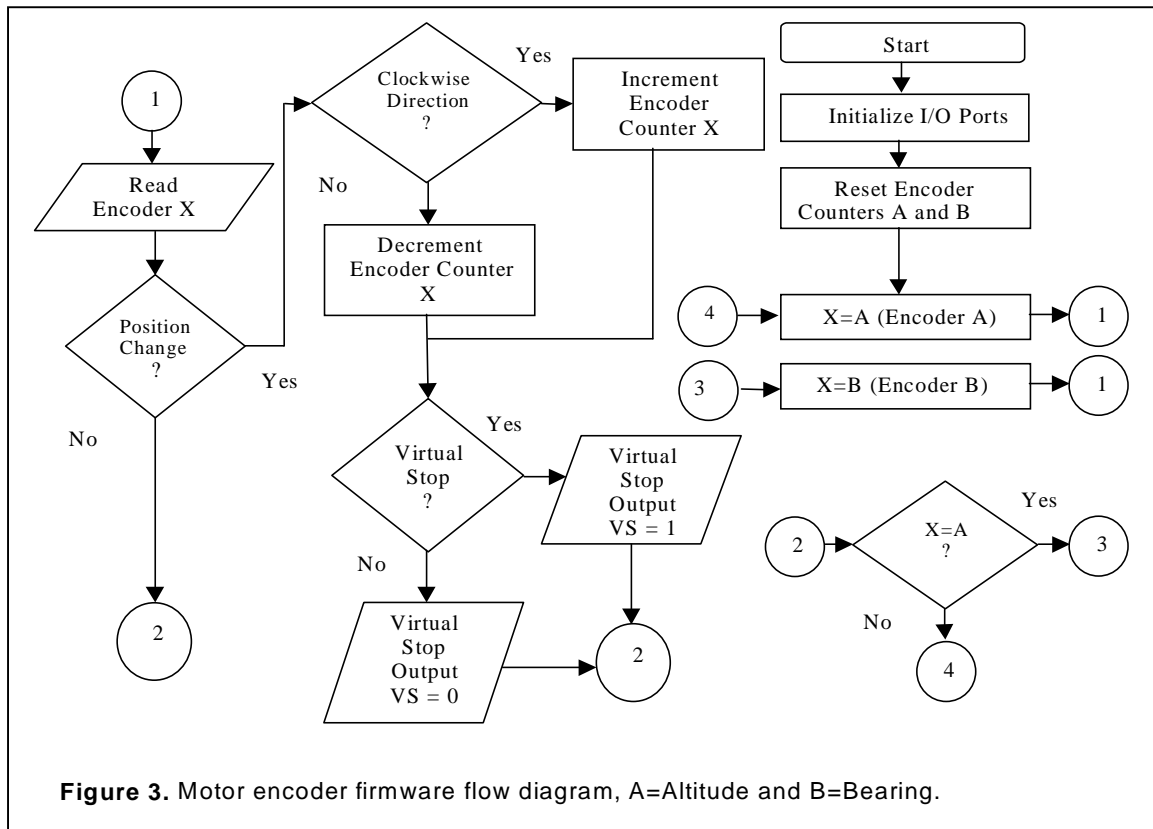 1
Read
Encoder X
Position
Change
?
Yes
No
2
Clockwise
Direction
?
Yes
No
Increment
Encoder
Counter X
Decrement
Encoder Counter
X
Virtual
Stop
?
Yes
No
Virtual
Stop
Output
VS = 1
Virtual
Stop
Output
VS = 0
2
Start
Initialize I/O Ports
Reset Encoder
Counters A and B
4
X=A (Encoder A)
1
3
X=B (Encoder B)
1
2
X=A
?
Yes
3
No
4
Figure 3. Motor encoder firmware flow diagram, A=Altitude and B=Bearing.